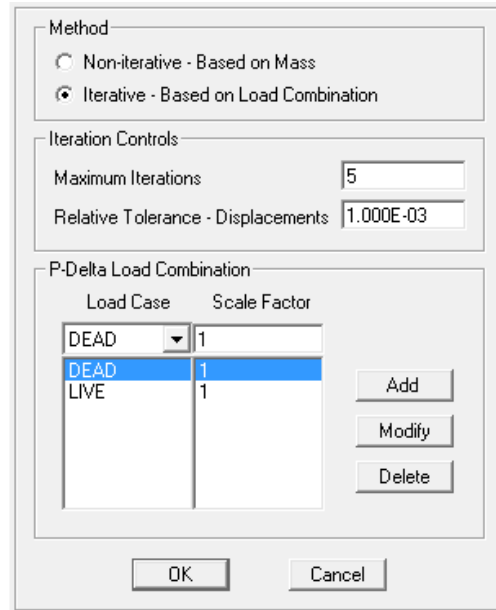 Method
Non-iterative - Based on Mass
Iterative - Based on Load Combination
Iteration Controls
Maximum Iterations 5
Relative Tolerance - Displacements 1.000E-03
P-Delta Load Combination
Load Case Scale Factor
DEAD 1
DEAD 1
LIVE 1
Add
Modify
Delete
OK Cancel